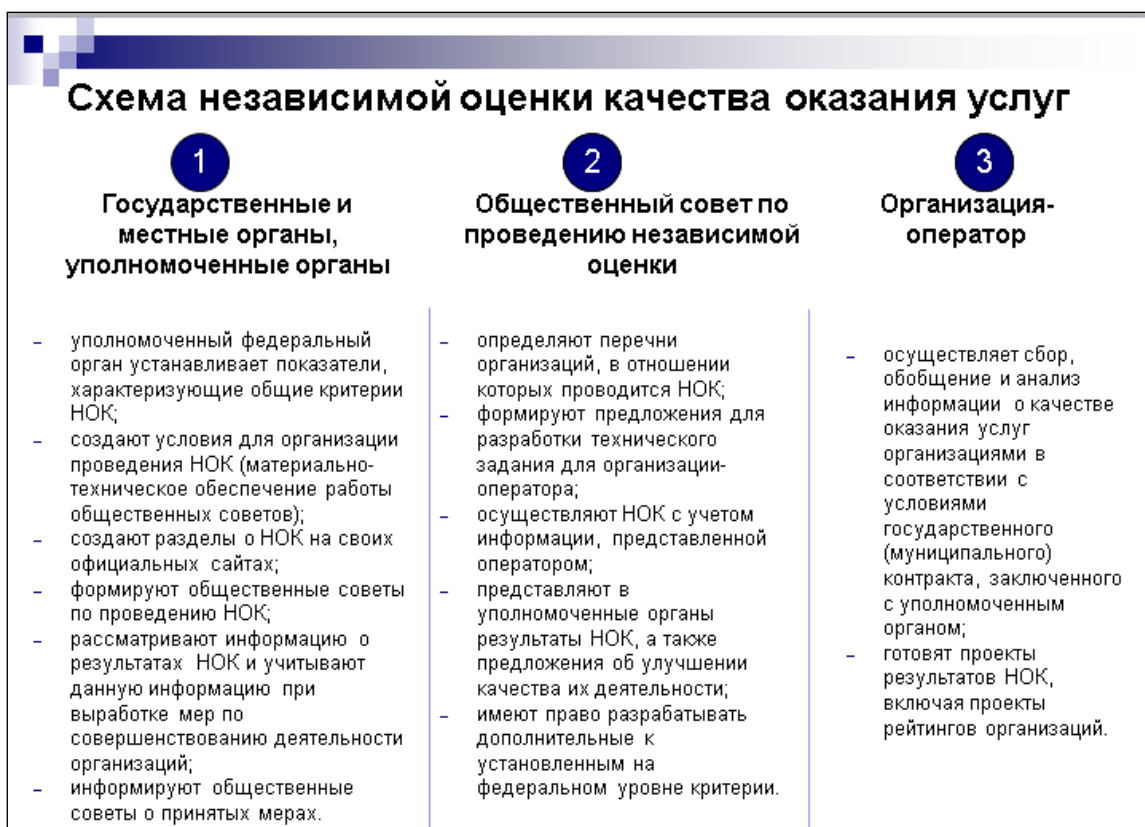 Схема независимой оценки качества оказания услуг
1
Государственные и
местные органы,
уполномоченные органы
– уполномоченный федеральный
орган устанавливает показатели,
характеризующие общие критерии
НОК;
– создают условия для организации
проведения НОК (материально-
техническое обеспечение работы
общественных советов);
– создают разделы о НОК на своих
официальных сайтах;
– формируют общественные советы
по проведению НОК;
– рассматривают информацию о
результатах НОК и учитывают
данную информацию при
выработке мер по
совершенствованию деятельности
организаций;
– информируют общественные
советы о принятых мерах.
2
Общественный совет по
проведению независимой
оценки
– определяют перечни
организаций, в отношении
которых проводится НОК;
– формируют предложения для
разработки технического
задания для организации-
оператора;
– осуществляют НОК с учетом
информации, представленной
оператором;
– представляют в
уполномоченные органы
результаты НОК, а также
предложения об улучшении
качества их деятельности;
– имеют право разрабатывать
дополнительные к
установленным на
федеральном уровне критерии.
3
Организация-
оператор
– осуществляет сбор,
обобщение и анализ
информации о качестве
оказания услуг
организациями в
соответствии с
условиями
государственного
(муниципального)
контракта, заключенного
с уполномоченным
органом;
– готовят проекты
результатов НОК,
включая проекты
рейтингов организаций.